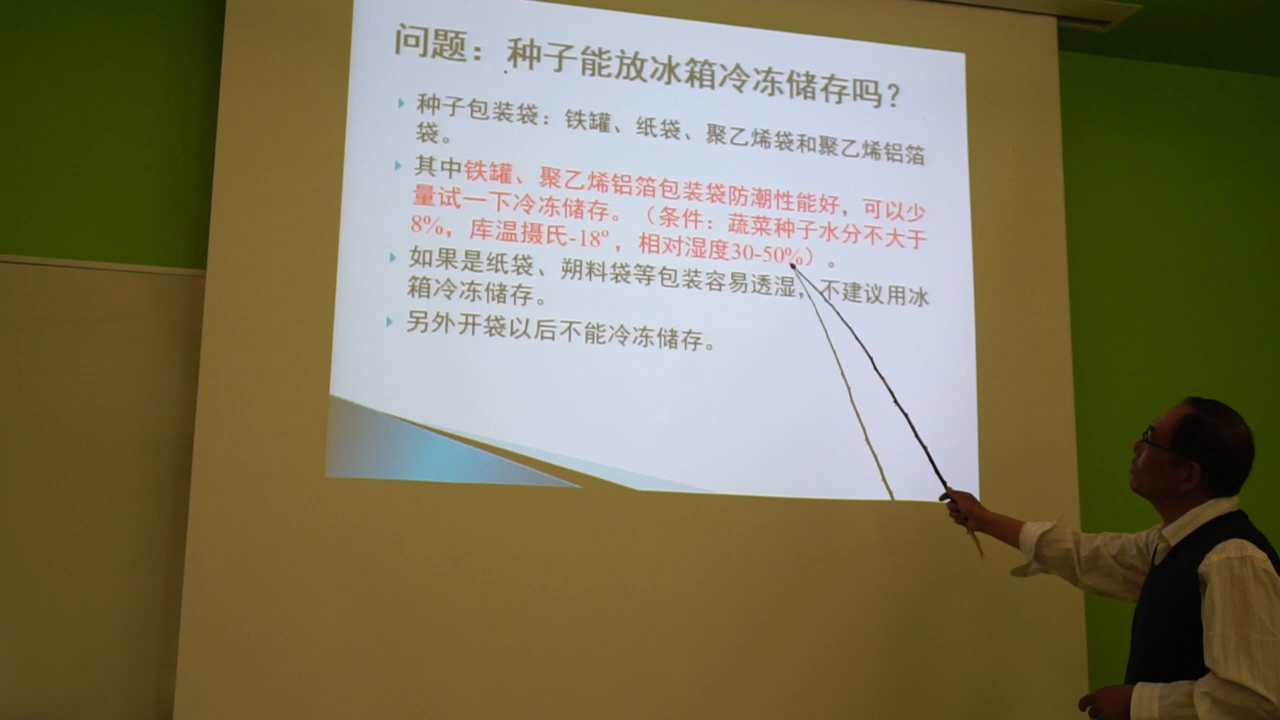 问题：种子能放冰箱冷冻储存吗？
种子包装袋：铁罐、纸袋、聚乙烯袋和聚乙烯铝箔
袋。
其中铁罐、聚乙烯铝箔包装袋防潮性能好，可以少
量试一下冷冻储存。（条件：蔬菜种子水分不大于
8%，库温摄氏-18°，相对湿度30-50%）。
如果是纸袋、朔料袋等包装容易透湿，不建议用冰
箱冷冻储存。
另外开袋以后不能冷冻储存。